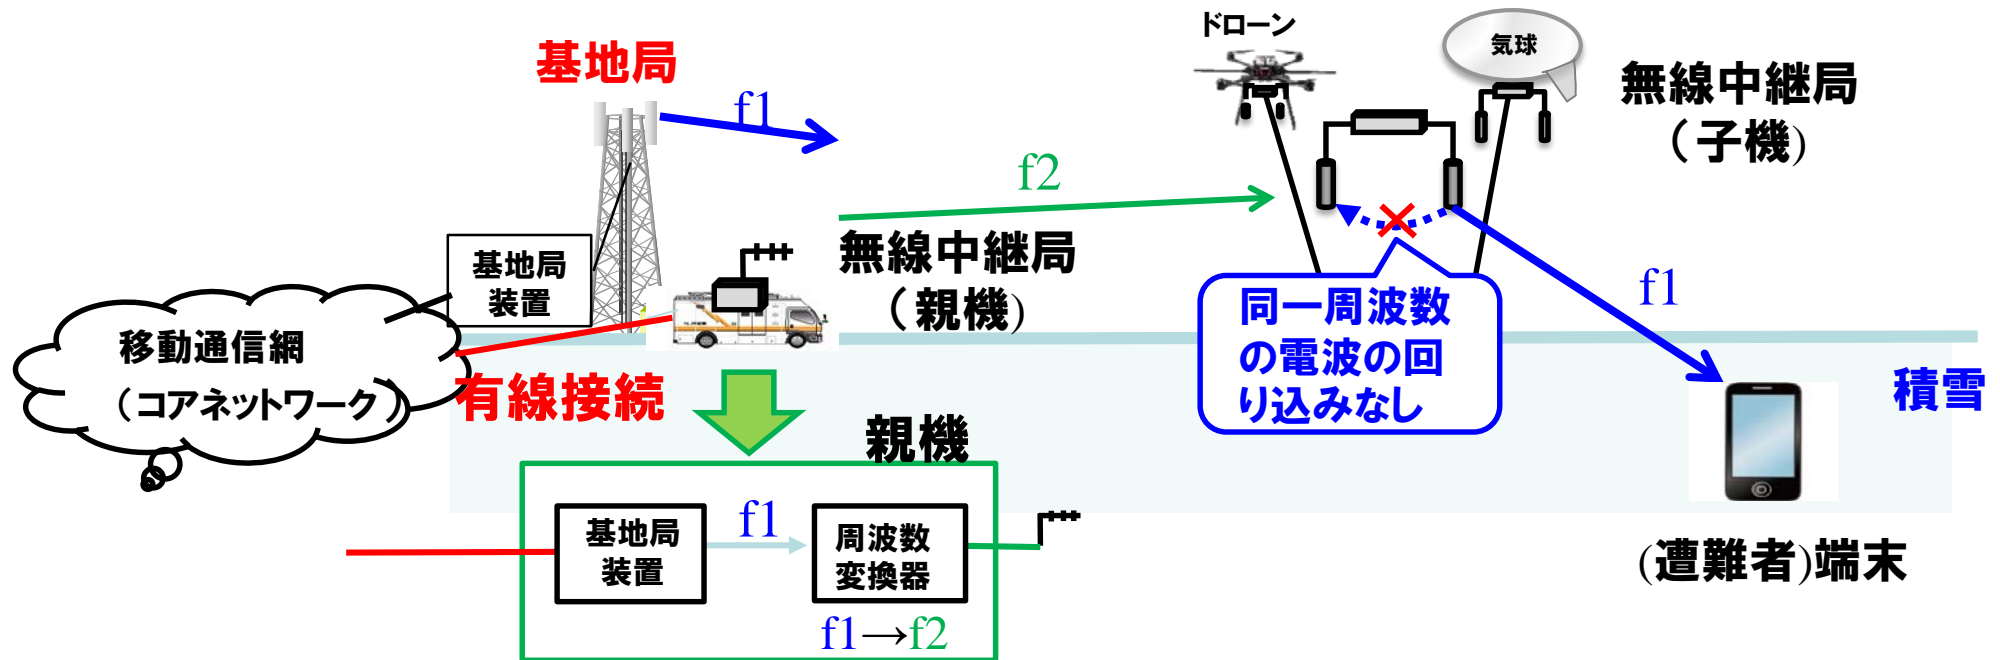 基地局
f1
ドローン
気球
無線中継局
（子機）
f2
基地局
装置
無線中継局
（親機）
移動通信網
（コアネットワーク）
有線接続
同一周波数
の電波の回
り込みなし
f1
積雪
親機
基地局
装置
f1
周波数
変換器
f1→f2
(遭難者)端末